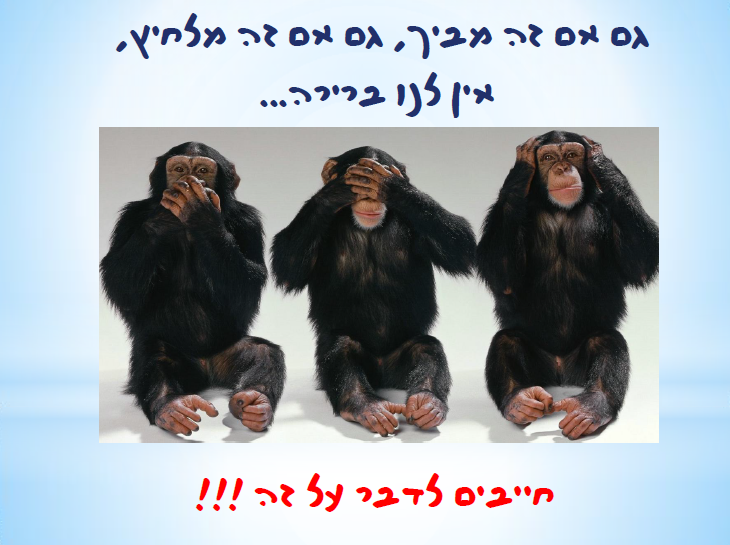 גם אם זה מביך, גם אם זה מלחיץ,
אין לנו ברירה...
חייבים לדבר על זה !!!